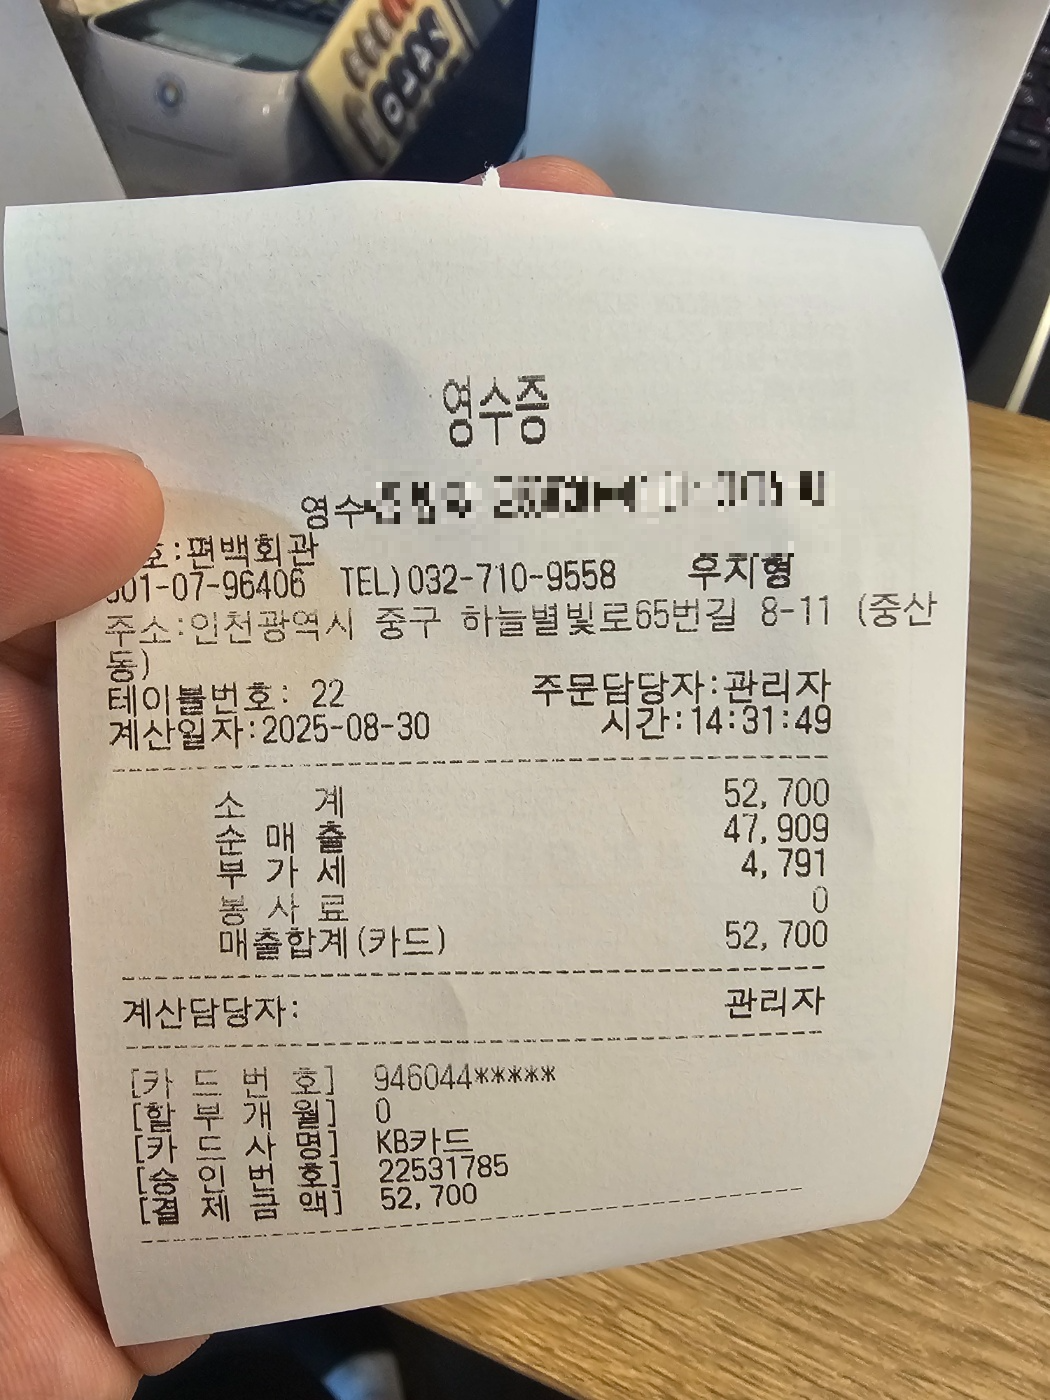 영수증
영수
호:편백회관
01-07-96406 TEL)032-710-9558 우지형
주소:인천광역시 중구 하늘별빛로65번길 8-11 (중산
동)
테이블번호: 22 주문담당자:관리자
계산일자:2025-08-30 시간:14:31:49
소 계 52,700
순 매 출 47,909
부 가 세 4,791
봉 사 료 0
매출합계(카드) 52,700
계산담당자: 관리자
[카 드 번 호] 946044*****
[할 부 개 월] 0
[카 드 사 명] KB카드
[승 인 번 호] 22531785
[결 제 금 액] 52,700